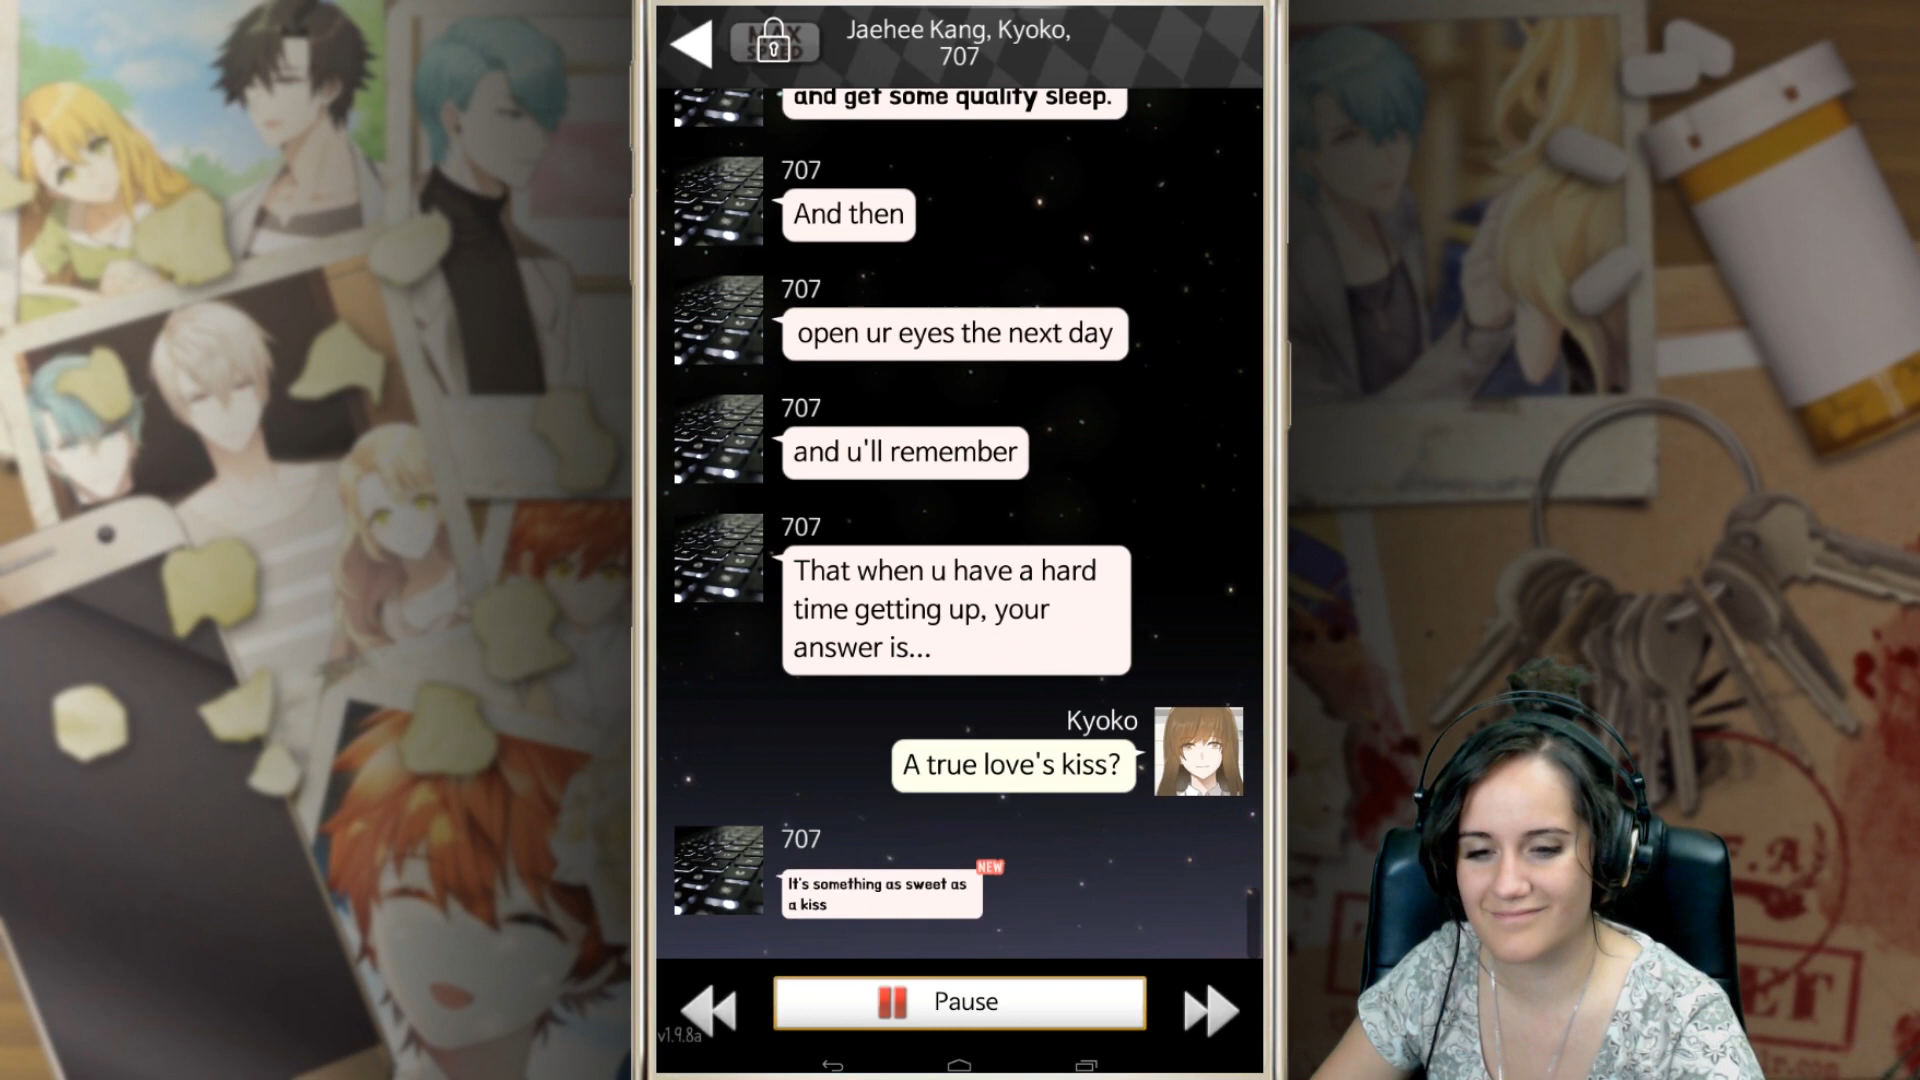 Jaehee Kang, Kyoko,
707
and get some quality sleep.
707
And then
707
open ur eyes the next day
707
and u'll remember
707
That when u have a hard
time getting up, your
answer is...
Kyoko
A true love's kiss?
707
NEW
It's something as sweet as
a kiss
Pause
v1.9.8a